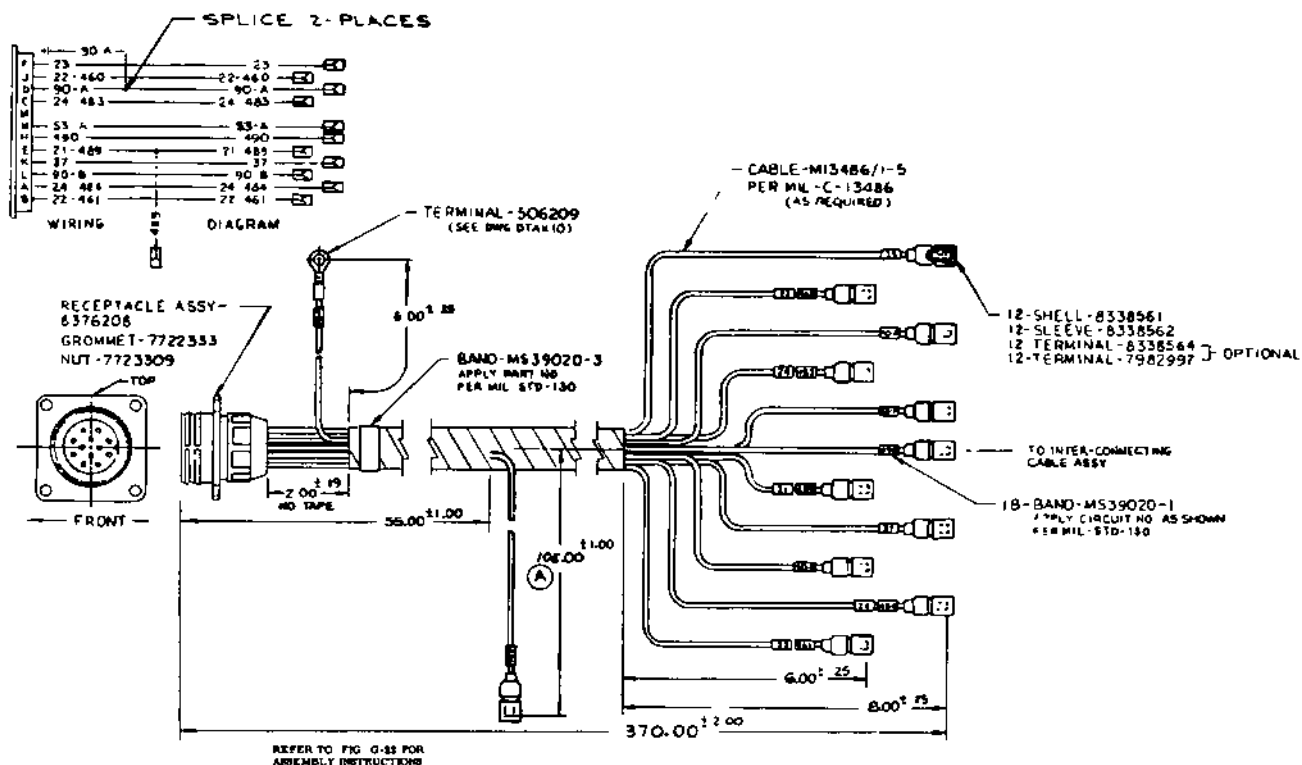 SPLICE 2-PLACES
90 A
F 23 23
J 22-460 22-460
D 90-A 90-A
C 24 483 24 483
M
N 53 A 53-A
H 490 490
E 21-489 21 489
K 37 37
L 90-B 90 B
A 24 484 24 484
B 22-461 22 461
WIRING DIAGRAM
489
TERMINAL-506209
(SEE DWG DTAK10)
CABLE-M13486/1-5
PER MIL-C-13486
(AS REQUIRED)
RECEPTACLE ASSY-
8376208
GROMMET-7722333
NUT-7723309
TOP
FRONT
6.00 ±.25
BAND-MS39020-3
APPLY PART NO
PER MIL STD-130
12-SHELL-8338561
12-SLEEVE-8338562
12 TERMINAL-8338564
12-TERMINAL-7982997
OPTIONAL
TO INTER-CONNECTING
CABLE ASSY
18-BAND-MS39020-1
APPLY CIRCUIT NO AS SHOWN
PER MIL-STD-130
2.00 ±.19
NO TAPE
±1.00
±1.00
A
6.00 ±.25
8.00 ±.25
370.00 ±2.00
REFER TO FIG FOR
ASSEMBLY INSTRUCTIONS